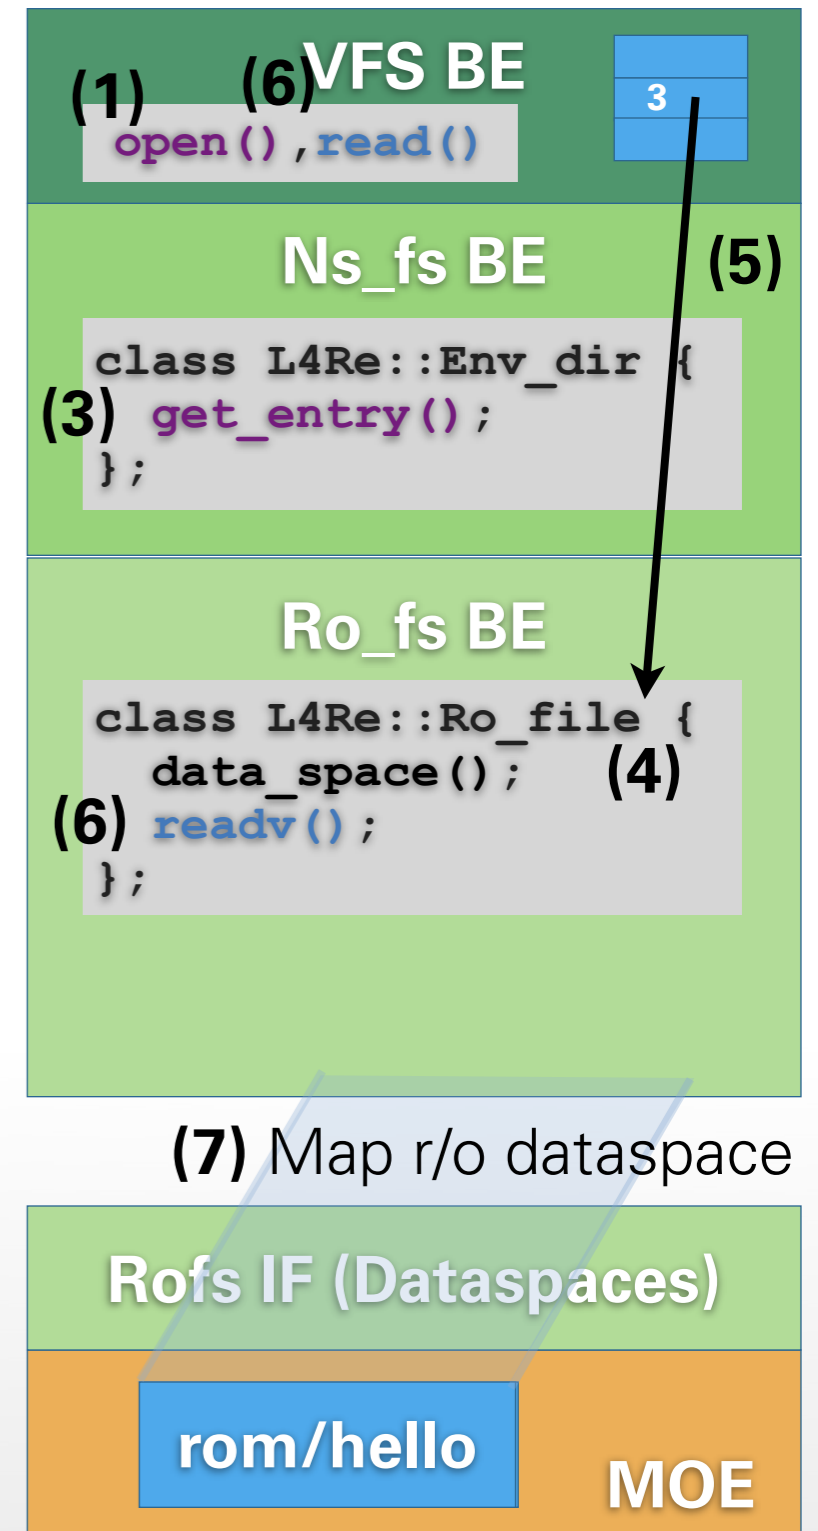 VFS BE
(1) (6)
3
open(),read()
Ns_fs BE
(5)
class L4Re::Env_dir {
(3) get_entry();
};
Ro_fs BE
class L4Re::Ro_file {
data_space(); (4)
(6) readv();
};
(7) Map r/o dataspace
Rofs IF (Dataspaces)
rom/hello
MOE